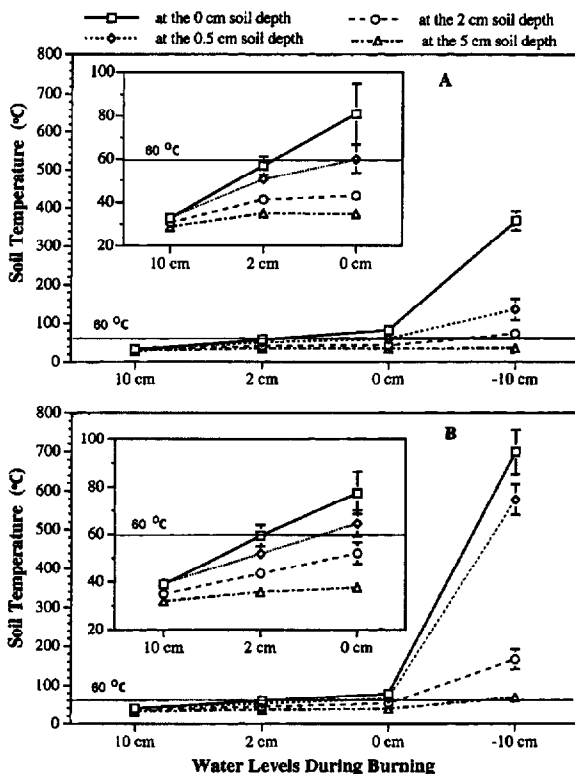 at the 0 cm soil depth
at the 2 cm soil depth
at the 0.5 cm soil depth
at the 5 cm soil depth
800
700
600
500
400
300
200
100
0
Soil Temperature (°C)
A
100
80
60
40
20
60 °C
10 cm
2 cm
0 cm
60 °C
10 cm
2 cm
0 cm
-10 cm
800
700
600
500
400
300
200
100
0
Soil Temperature (°C)
B
100
80
60
40
20
60 °C
10 cm
2 cm
0 cm
60 °C
10 cm
2 cm
0 cm
-10 cm
Water Levels During Burning